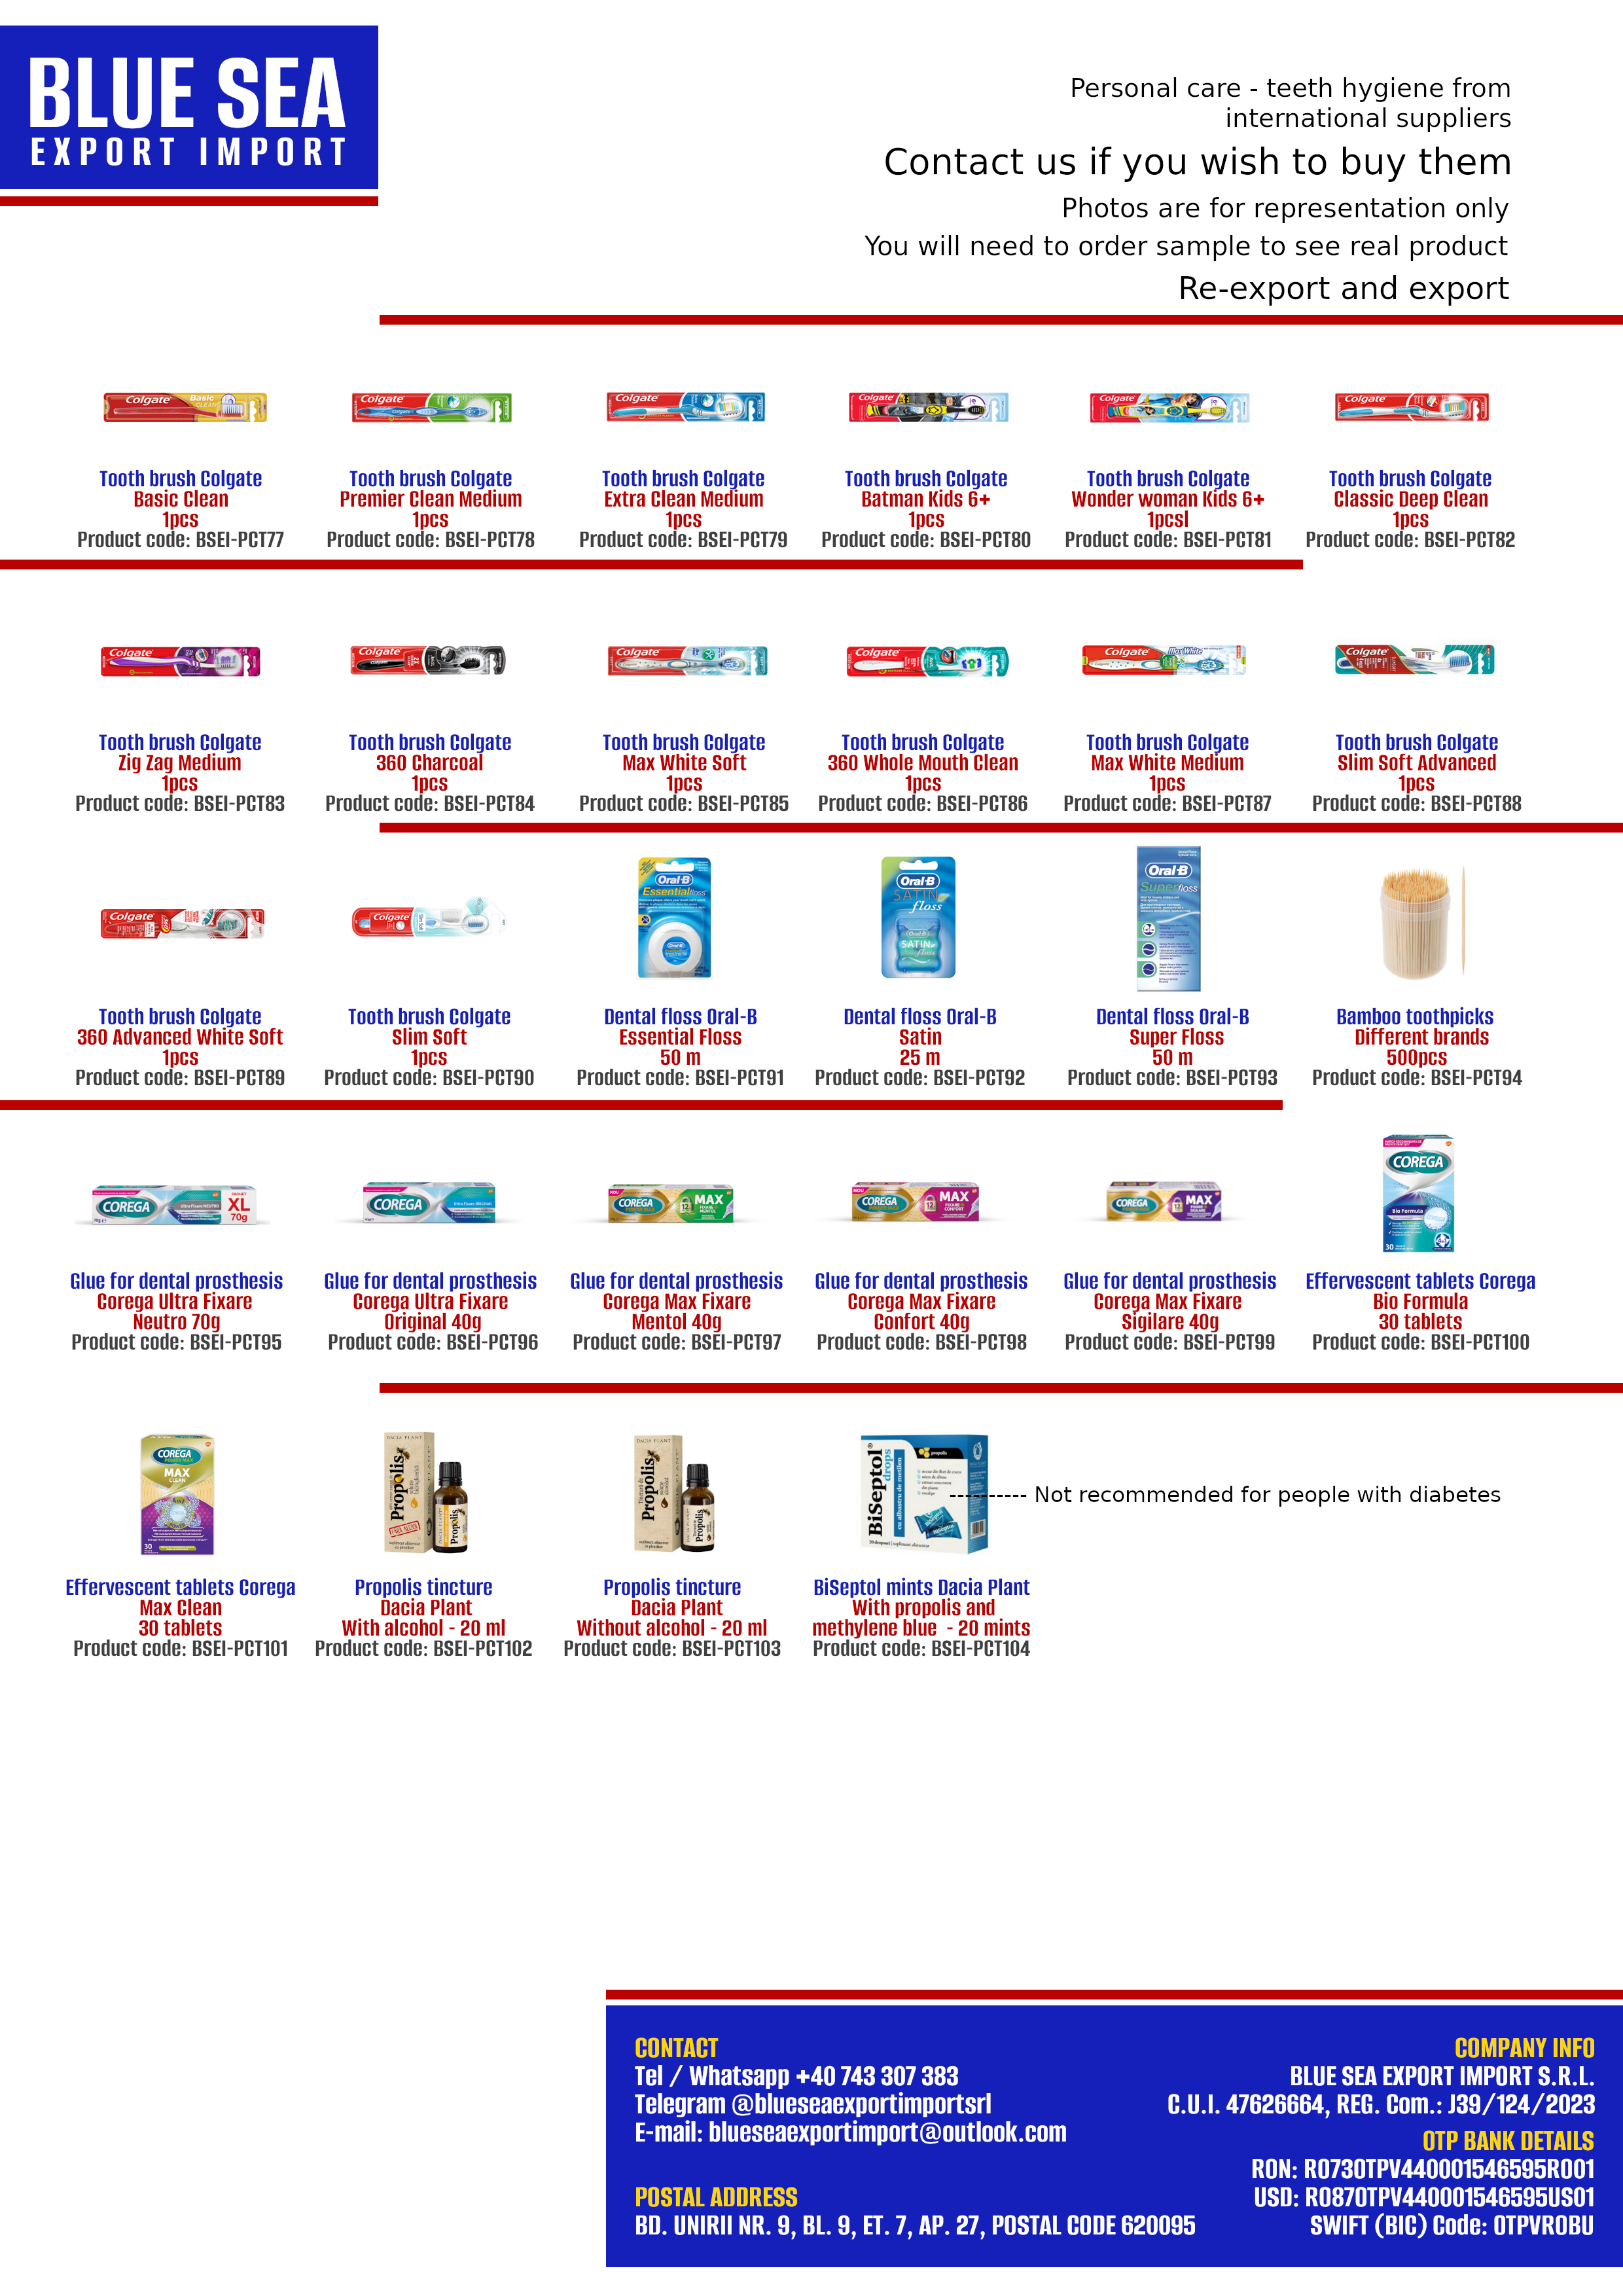 BLUE SEA
EXPORT IMPORT
Personal care - teeth hygiene from
international suppliers
Contact us if you wish to buy them
Photos are for representation only
You will need to order sample to see real product
Re-export and export
Tooth brush Colgate
Basic Clean
1pcs
Product code: BSEI-PCT77
Tooth brush Colgate
Premier Clean Medium
1pcs
Product code: BSEI-PCT78
Tooth brush Colgate
Extra Clean Medium
1pcs
Product code: BSEI-PCT79
Tooth brush Colgate
Batman Kids 6+
1pcs
Product code: BSEI-PCT80
Tooth brush Colgate
Wonder woman Kids 6+
1pcsl
Product code: BSEI-PCT81
Tooth brush Colgate
Classic Deep Clean
1pcs
Product code: BSEI-PCT82
Tooth brush Colgate
Zig Zag Medium
1pcs
Product code: BSEI-PCT83
Tooth brush Colgate
360 Charcoal
1pcs
Product code: BSEI-PCT84
Tooth brush Colgate
Max White Soft
1pcs
Product code: BSEI-PCT85
Tooth brush Colgate
360 Whole Mouth Clean
1pcs
Product code: BSEI-PCT86
Tooth brush Colgate
Max White Medium
1pcs
Product code: BSEI-PCT87
Tooth brush Colgate
Slim Soft Advanced
1pcs
Product code: BSEI-PCT88
Tooth brush Colgate
360 Advanced White Soft
1pcs
Product code: BSEI-PCT89
Tooth brush Colgate
Slim Soft
1pcs
Product code: BSEI-PCT90
Dental floss Oral-B
Essential Floss
50 m
Product code: BSEI-PCT91
Dental floss Oral-B
Satin
25 m
Product code: BSEI-PCT92
Dental floss Oral-B
Super Floss
50 m
Product code: BSEI-PCT93
Bamboo toothpicks
Different brands
500pcs
Product code: BSEI-PCT94
Glue for dental prosthesis
Corega Ultra Fixare
Neutro 70g
Product code: BSEI-PCT95
Glue for dental prosthesis
Corega Ultra Fixare
Original 40g
Product code: BSEI-PCT96
Glue for dental prosthesis
Corega Max Fixare
Mentol 40g
Product code: BSEI-PCT97
Glue for dental prosthesis
Corega Max Fixare
Confort 40g
Product code: BSEI-PCT98
Glue for dental prosthesis
Corega Max Fixare
Sigilare 40g
Product code: BSEI-PCT99
Effervescent tablets Corega
Bio Formula
30 tablets
Product code: BSEI-PCT100
Effervescent tablets Corega
Max Clean
30 tablets
Product code: BSEI-PCT101
Propolis tincture
Dacia Plant
With alcohol - 20 ml
Product code: BSEI-PCT102
Propolis tincture
Dacia Plant
Without alcohol - 20 ml
Product code: BSEI-PCT103
BiSeptol mints Dacia Plant
With propolis and
methylene blue - 20 mints
Product code: BSEI-PCT104
Not recommended for people with diabetes
CONTACT
Tel / Whatsapp +40 743 307 383
Telegram @blueseaexportimportsrl
E-mail: blueseaexportimport@outlook.com
POSTAL ADDRESS
BD. UNIRII NR. 9, BL. 9, ET. 7, AP. 27, POSTAL CODE 620095
COMPANY INFO
BLUE SEA EXPORT IMPORT S.R.L.
C.U.I. 47626664, REG. Com.: J39/124/2023
OTP BANK DETAILS
RON: RO73OTPV440001546595RO01
USD: RO87OTPV440001546595US01
SWIFT (BIC) Code: OTPVROBU